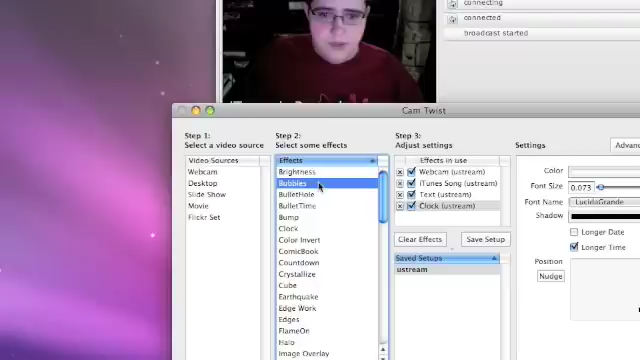 connecting
connected
broadcast started
Cam Twist
Step 1:
Select a video source
Video Sources
Webcam
Desktop
Slide Show
Movie
Flickr Set
Step 2:
Select some effects
Effects
Brightness
Bubbles
BulletHole
BulletTime
Bump
Clock
Color Invert
ComicBook
Countdown
Crystallize
Cube
Earthquake
Edge Work
Edges
FlameOn
Halo
Image Overlay
Step 3:
Adjust settings
Effects in use
Webcam (ustream)
iTunes Song (ustream)
Text (ustream)
Clock (ustream)
Clear Effects
Save Setup
Saved Setups
ustream
Settings
Advan
Color
Font Size
0.073
Font Name
LucidaGrande
Shadow
Longer Date
Longer Time
Position
Nudge